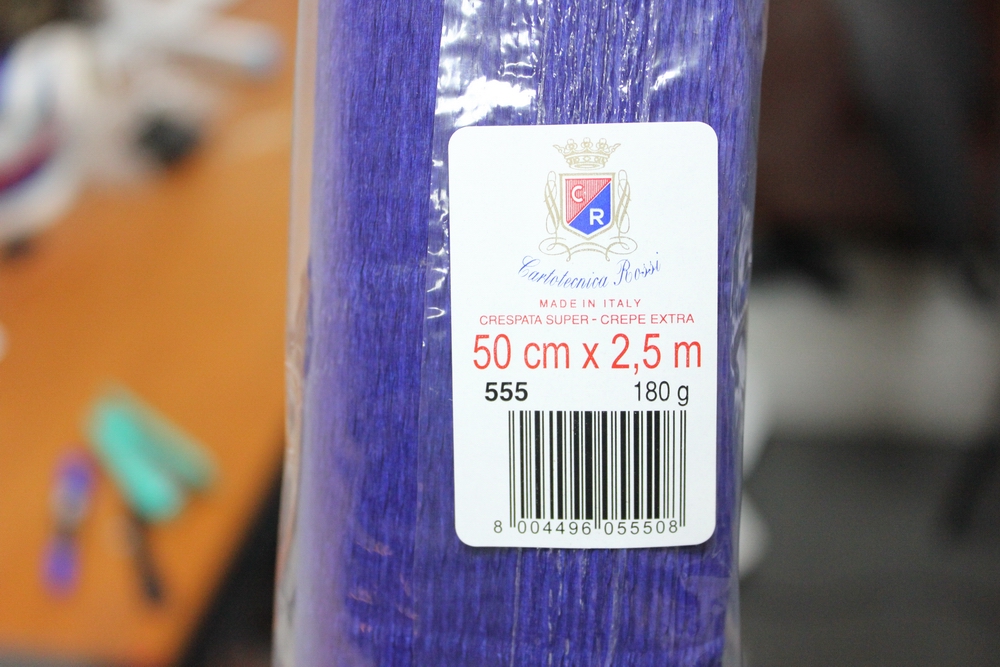 C
R
Cartotecnica Rossi
MADE IN ITALY
CRESPATA SUPER - CREPE EXTRA
50 cm x 2,5 m
555 180 g
8 004496 055508